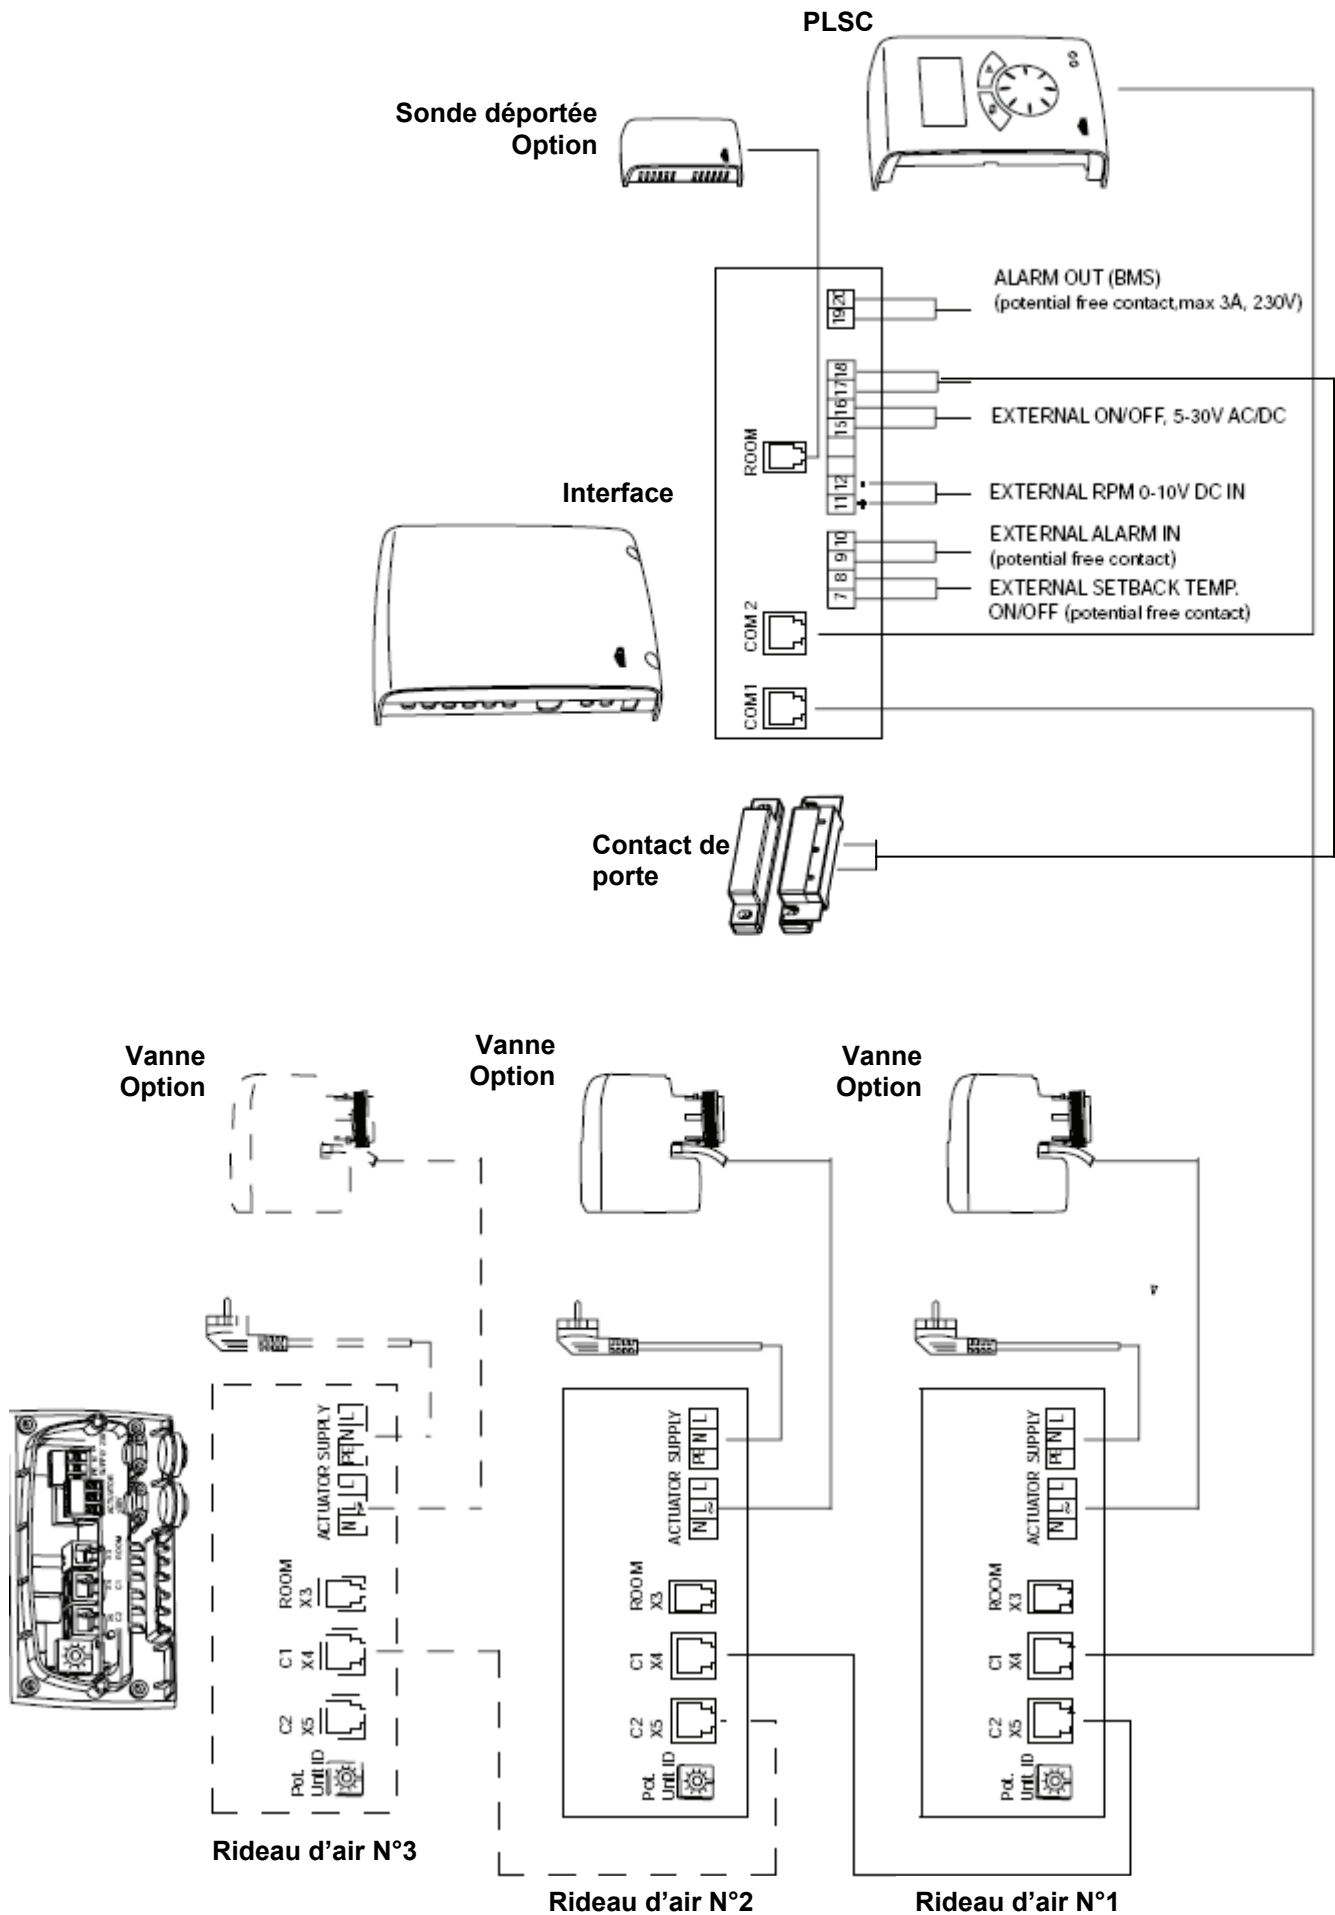 PLSC
Sonde déportée
Option
ALARM OUT (BMS)
(potential free contact,max 3A, 230V)
19 20
17 18
15 16
EXTERNAL ON/OFF, 5-30V AC/DC
ROOM
Interface
11 12
- 
+
EXTERNAL RPM 0-10V DC IN
9 10
EXTERNAL ALARM IN
(potential free contact)
7 8
EXTERNAL SETBACK TEMP.
ON/OFF (potential free contact)
COM 2
COM1
Contact de
porte
Vanne
Option
Vanne
Option
Vanne
Option
ACTUATOR SUPPLY
PE N L
N L L
~
ROOM
X3
C1
X4
C2
X5
Pot.
Unit ID
Rideau d’air N°3
ACTUATOR SUPPLY
PE N L
N L L
~
ROOM
X3
C1
X4
C2
X5
Pot.
Unit ID
Rideau d’air N°2
ACTUATOR SUPPLY
PE N L
N L L
~
ROOM
X3
C1
X4
C2
X5
Pot.
Unit ID
Rideau d’air N°1